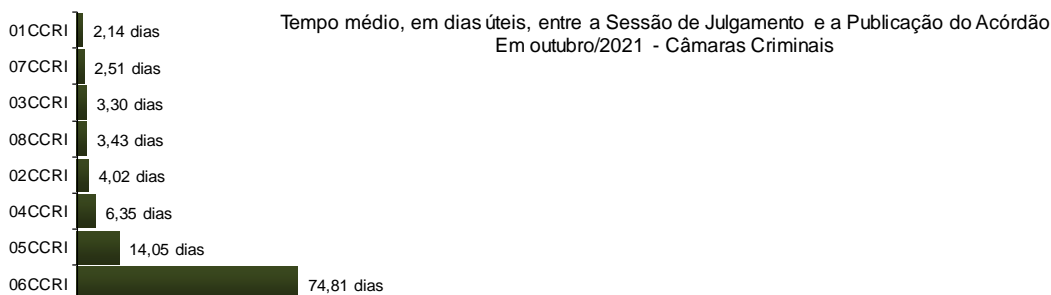 Tempo médio, em dias úteis, entre a Sessão de Julgamento e a Publicação do Acórdão
Em outubro/2021 - Câmaras Criminais
01CCRI 2,14 dias
07CCRI 2,51 dias
03CCRI 3,30 dias
08CCRI 3,43 dias
02CCRI 4,02 dias
04CCRI 6,35 dias
05CCRI 14,05 dias
06CCRI 74,81 dias